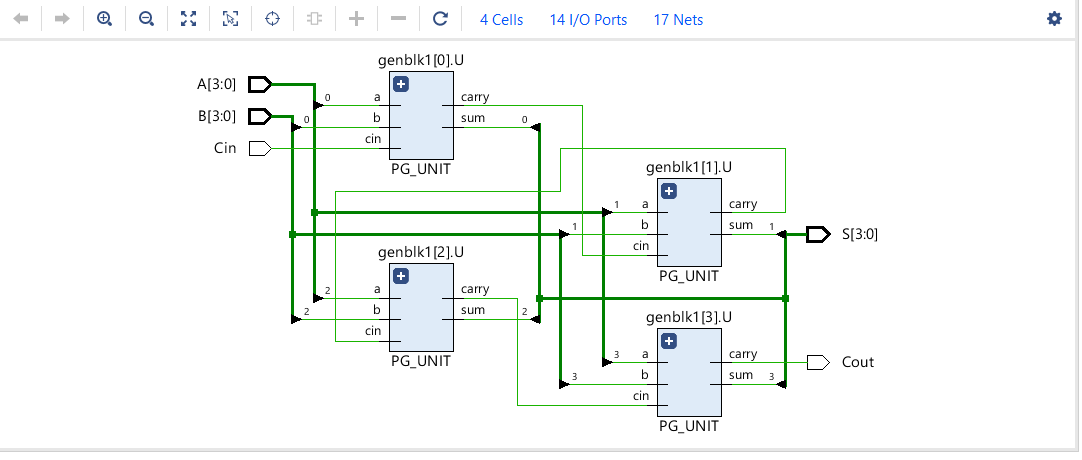 4 Cells 14 I/O Ports 17 Nets
genblk1[0].U
A[3:0]
0 a carry
B[3:0]
0 b sum 0
Cin
cin
PG_UNIT
genblk1[1].U
1 a carry
1 b sum 1
S[3:0]
cin
PG_UNIT
genblk1[2].U
2 a carry
2 b sum 2
cin
PG_UNIT
genblk1[3].U
3 a carry
Cout
3 b sum 3
cin
PG_UNIT